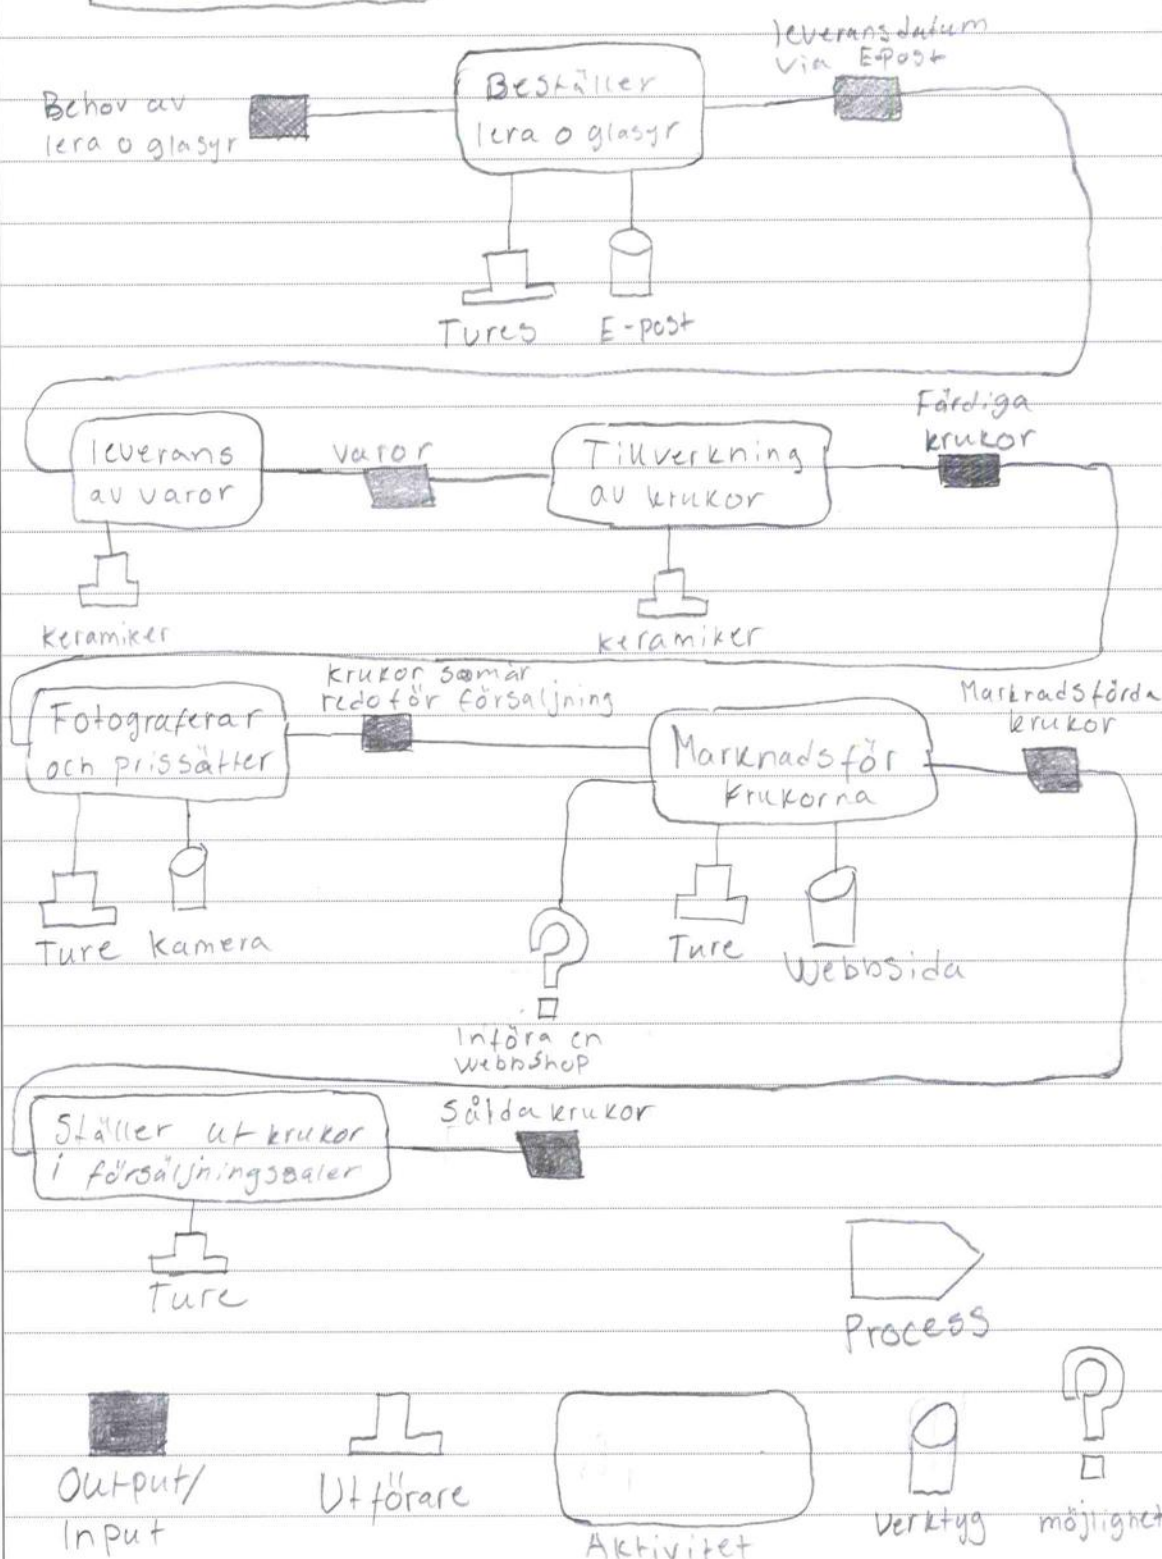 leveransdatum
via E-post
Behov av
lera o glasyr
Beställer
lera o glasyr
Tures
E-post
leverans
av varor
varor
Tillverkning
av krukor
Färdiga
krukor
keramiker
keramiker
krukor som är
redo för försäljning
Marknadsförda
krukor
Fotograferar
och prissätter
Marknadsför
krukorna
Ture
Kamera
Ture
Webbsida
Införa en
webbshop
Ställer ut krukor
i försäljningssaler
Sålda krukor
Ture
Process
Output/
Input
Utförare
Aktivitet
Verktyg
möjlighet